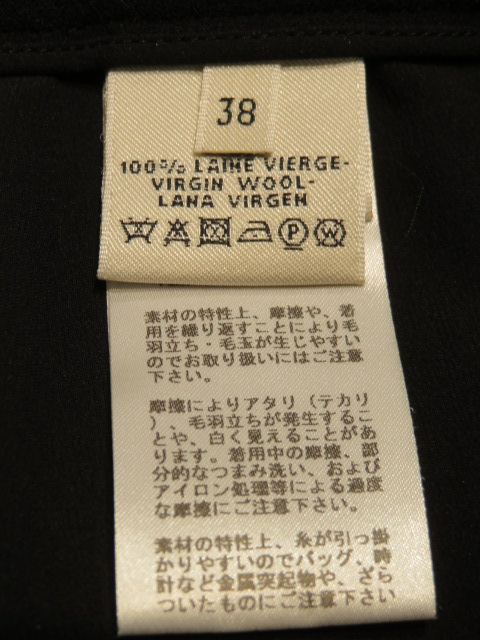 38
100% LAINE VIERGE-
VIRGIN WOOL-
LANA VIRGEN
P W
素材の特性上、摩擦や、着
用を繰り返すことにより毛
羽立ち・毛玉が生じやすい
のでお取り扱いにはご注意
下さい。
摩擦によりアタリ（テカリ
）、毛羽立ちが発生するこ
とや、白く見えることがあ
ります。着用中の摩擦、部
分的なつまみ洗い、および
アイロン処理等による過度
な摩擦にご注意下さい。
素材の特性上、糸が引っ掛
かりやすいのでバッグ、時
計など金属突起物や、ざら
ついたものにご注意下さい